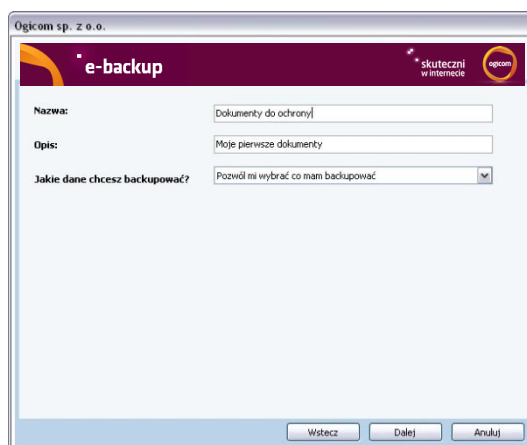 Ogicom sp. z o.o.
e-backup
skuteczni
w internecie
ogicom
Nazwa:
Dokumenty do ochrony
Opis:
Moje pierwsze dokumenty
Jakie dane chcesz backupować?
Pozwól mi wybrać co mam backupować
Wstecz
Dalej
Anuluj